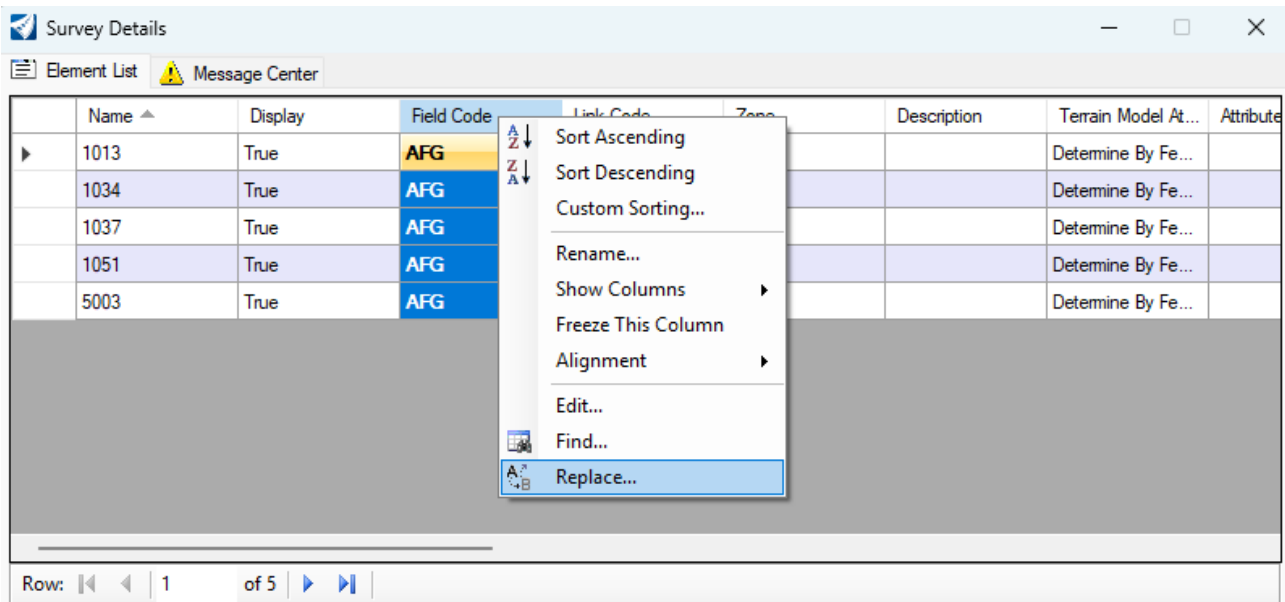 Survey Details
Element List Message Center
Name Display Field Code Link Code Zone Description Terrain Model At... Attribute
1013 True AFG Determine By Fe...
1034 True AFG Determine By Fe...
1037 True AFG Determine By Fe...
1051 True AFG Determine By Fe...
5003 True AFG Determine By Fe...
Sort Ascending
Sort Descending
Custom Sorting...
Rename...
Show Columns
Freeze This Column
Alignment
Edit...
Find...
Replace...
Row: 1 of 5